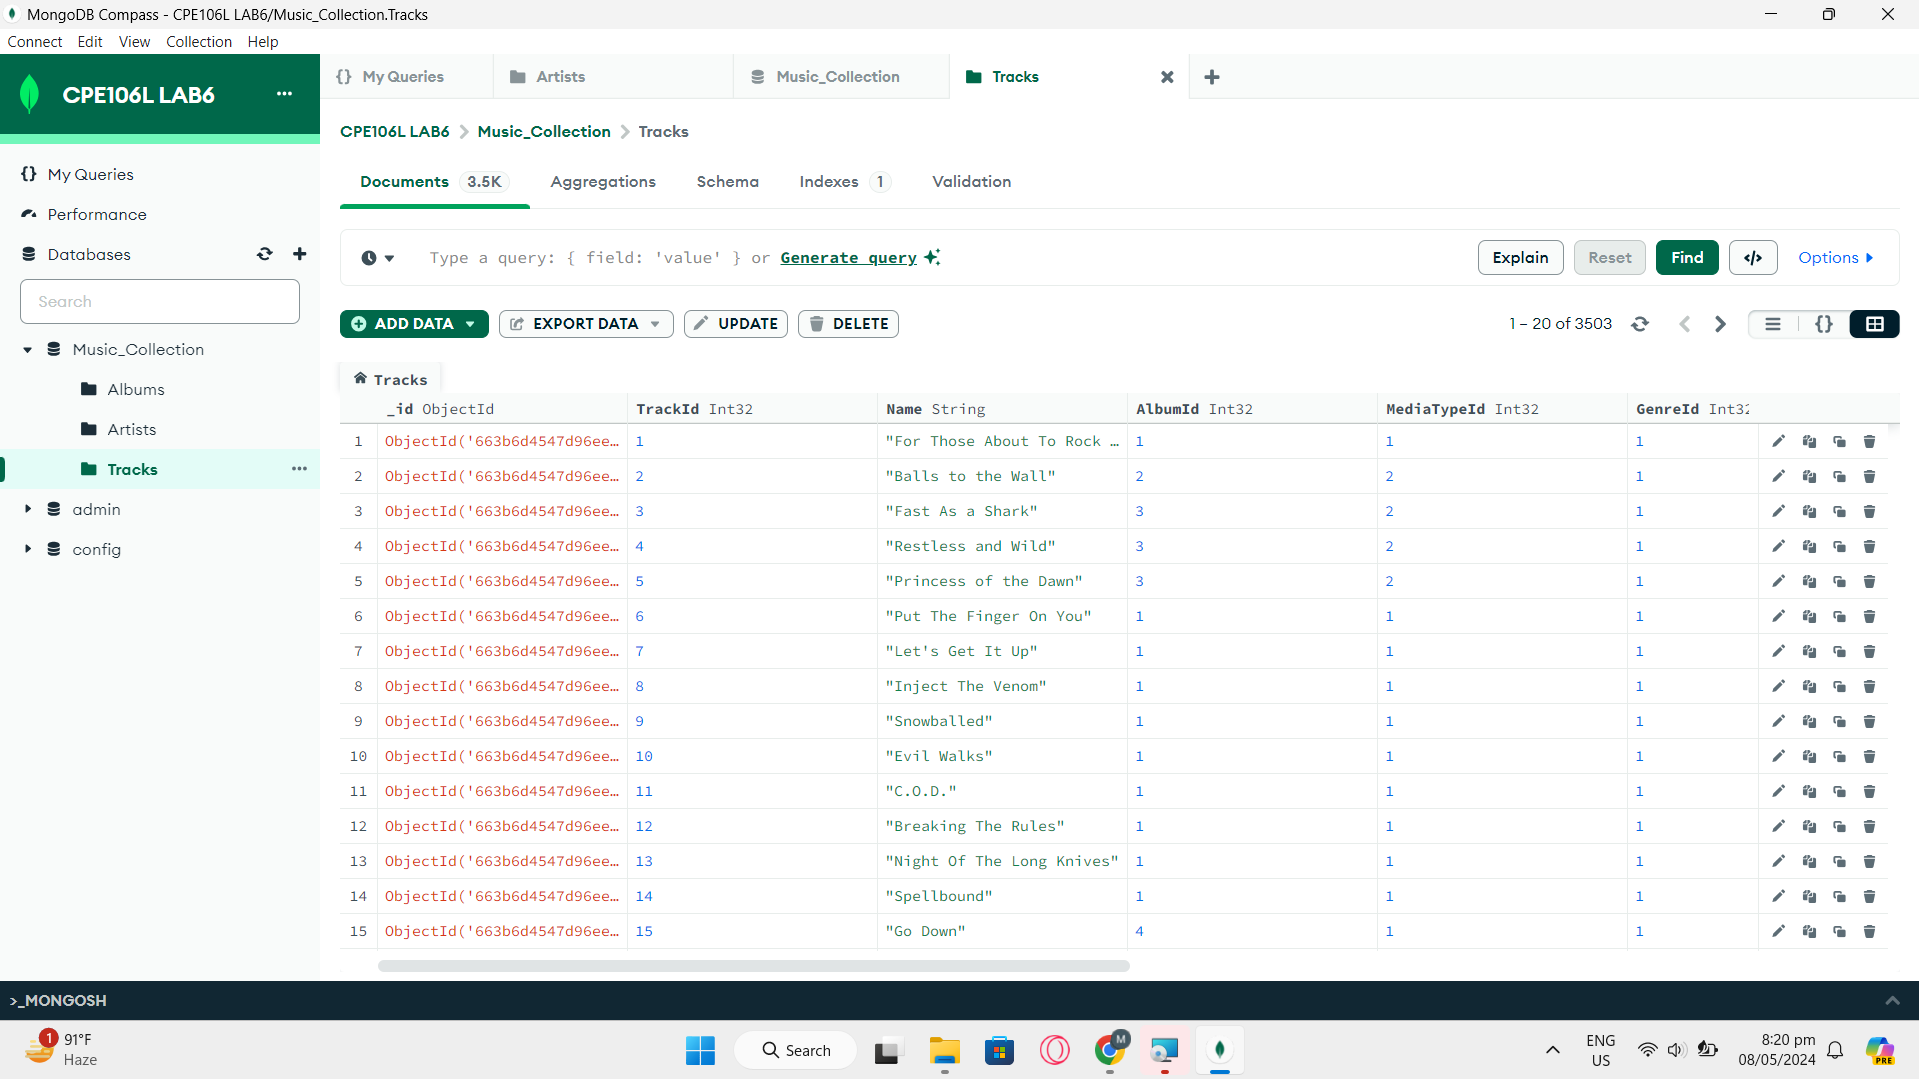 MongoDB Compass - CPE106L LAB6/Music_Collection.Tracks
Connect Edit View Collection Help
CPE106L LAB6
My Queries
Performance
Databases
Search
Music_Collection
Albums
Artists
Tracks
admin
config
My Queries Artists Music_Collection Tracks
CPE106L LAB6 > Music_Collection > Tracks
Documents 3.5K Aggregations Schema Indexes 1 Validation
Type a query: { field: 'value' } or Generate query
Explain Reset Find </> Options
ADD DATA EXPORT DATA UPDATE DELETE 1 – 20 of 3503 {}
Tracks
_id ObjectId TrackId Int32 Name String AlbumId Int32 MediaTypeId Int32 GenreId Int32
1 ObjectId('663b6d4547d96ee… 1 "For Those About To Rock … 1 1 1
2 ObjectId('663b6d4547d96ee… 2 "Balls to the Wall" 2 2 1
3 ObjectId('663b6d4547d96ee… 3 "Fast As a Shark" 3 2 1
4 ObjectId('663b6d4547d96ee… 4 "Restless and Wild" 3 2 1
5 ObjectId('663b6d4547d96ee… 5 "Princess of the Dawn" 3 2 1
6 ObjectId('663b6d4547d96ee… 6 "Put The Finger On You" 1 1 1
7 ObjectId('663b6d4547d96ee… 7 "Let's Get It Up" 1 1 1
8 ObjectId('663b6d4547d96ee… 8 "Inject The Venom" 1 1 1
9 ObjectId('663b6d4547d96ee… 9 "Snowballed" 1 1 1
10 ObjectId('663b6d4547d96ee… 10 "Evil Walks" 1 1 1
11 ObjectId('663b6d4547d96ee… 11 "C.O.D." 1 1 1
12 ObjectId('663b6d4547d96ee… 12 "Breaking The Rules" 1 1 1
13 ObjectId('663b6d4547d96ee… 13 "Night Of The Long Knives" 1 1 1
14 ObjectId('663b6d4547d96ee… 14 "Spellbound" 1 1 1
15 ObjectId('663b6d4547d96ee… 15 "Go Down" 4 1 1
>_MONGOSH
1
91°F
Haze
Search
M
ENG
US
8:20 pm
08/05/2024
PRE